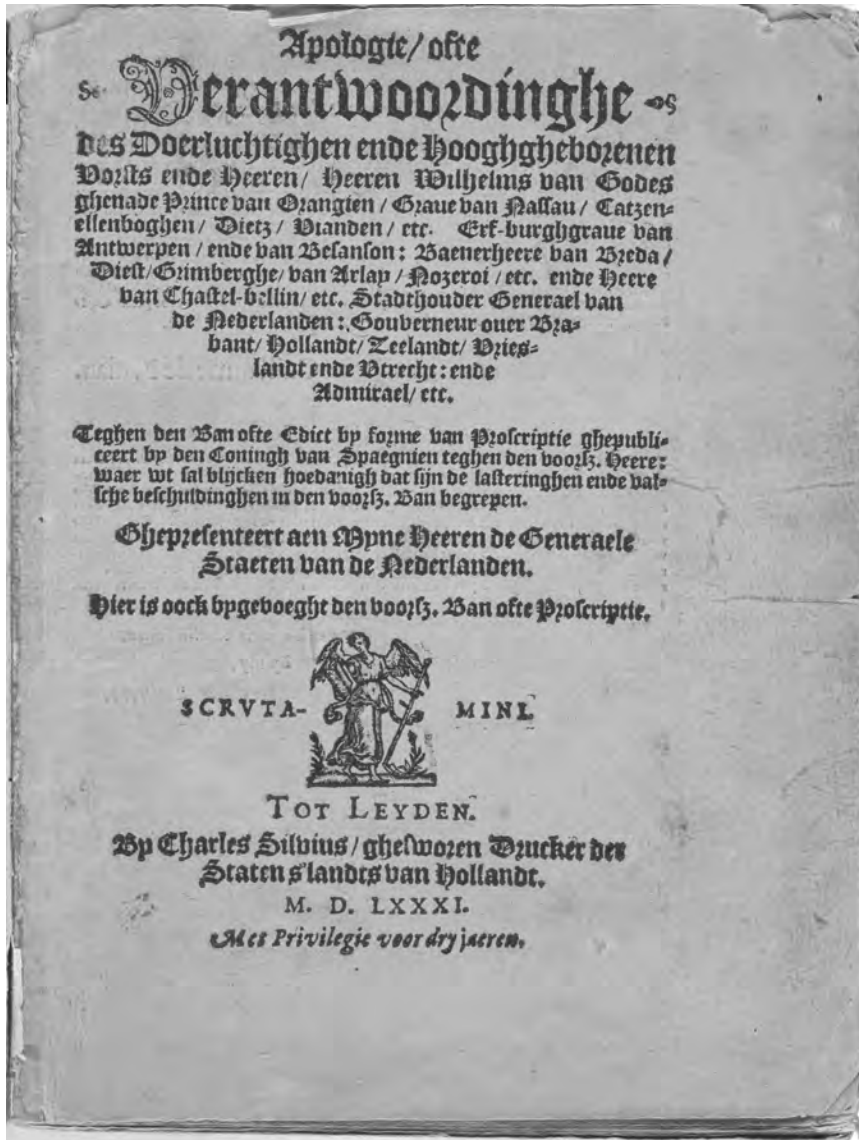 Apologie/ ofte
Verantwoordinghe
des Doerluchtighen ende Hooghgheborenen
Vorsts ende Heeren/ Heeren Wilhelms van Godes
ghenade Prince van Orangien / Graue van Nassau / Catzen=
ellenboghen / Dietz / Vianden / etc. Erf-burghgraue van
Antwerpen / ende van Besanson: Baenerheere van Breda /
Diest/ Grimberghe/ van Arlay / Nozeroi / etc. ende Heere
van Chastel-bellin/ etc. Stadthouder Generael van
de Nederlanden: Gouberneur ouer Bra=
bant/ Hollandt/ Zeelandt/ Vries=
landt ende Vtrecht: ende
Admirael/ etc.
Teghen den Ban ofte Edict by forme van Proscriptie ghepubli=
ceert by den Coningh van Spaegnien teghen den voorsz. Heere:
waer wt sal blijcken hoedanigh dat sijn de lasteringhen ende val=
sche beschuldinghen in den voorsz. Ban begrepen.
Ghepresenteert aen Myne Heeren de Generaele
Staeten van de Nederlanden.
Hier is oock bygevoeght den voorsz. Ban ofte Proscriptie.
SCRVTA- MINI.
TOT LEYDEN.
By Charles Silvius/ ghesworen Drucker der
Staten s'landts van Hollandt.
M. D. LXXXI.
Met Privilegie voor dry jaeren.